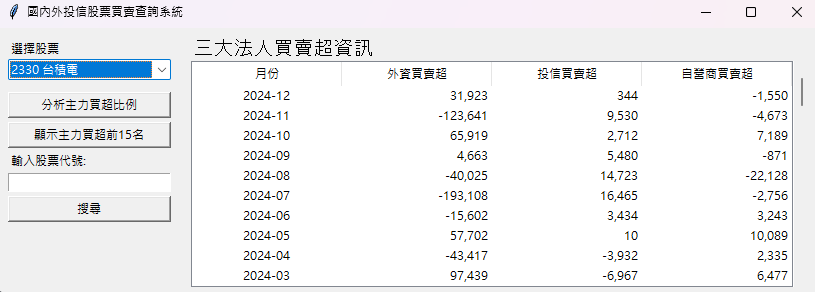 國內外投信股票買賣查詢系統
選擇股票
2330 台積電
分析主力買超比例
顯示主力買超前15名
輸入股票代號:
搜尋
三大法人買賣超資訊
月份 外資買賣超 投信買賣超 自營商買賣超
2024-12 31,923 344 -1,550
2024-11 -123,641 9,530 -4,673
2024-10 65,919 2,712 7,189
2024-09 4,663 5,480 -871
2024-08 -40,025 14,723 -22,128
2024-07 -193,108 16,465 -2,756
2024-06 -15,602 3,434 3,243
2024-05 57,702 10 10,089
2024-04 -43,417 -3,932 2,335
2024-03 97,439 -6,967 6,477